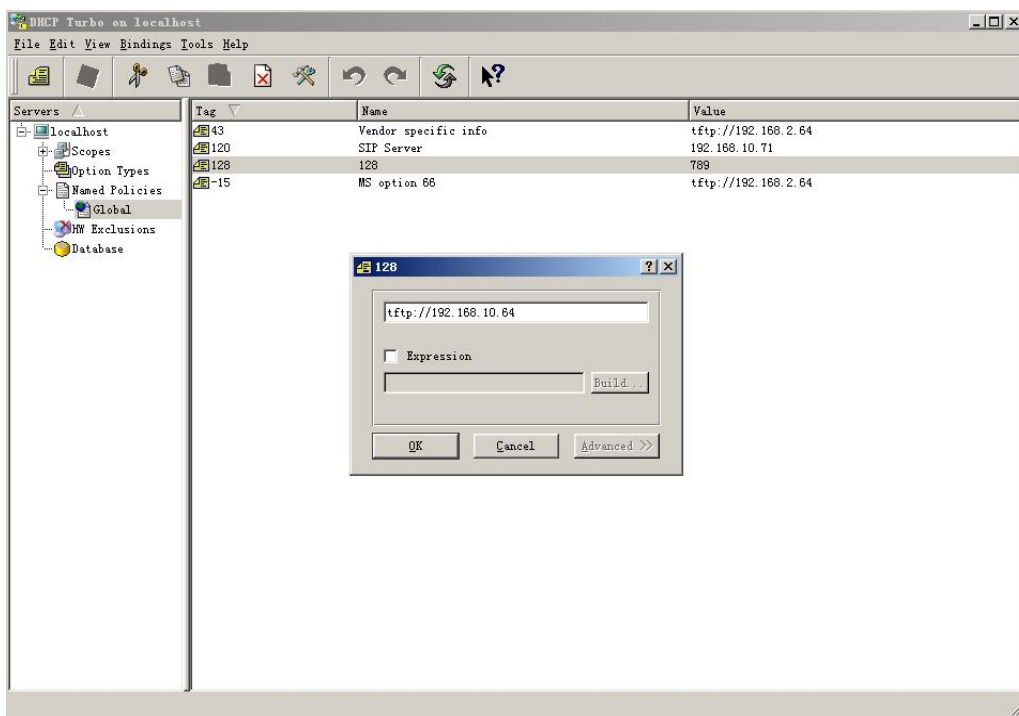 DHCP Turbo on localhost
File Edit View Bindings Tools Help
Servers
Tag Name Value
localhost
Scopes
Option Types
Named Policies
Global
HW Exclusions
Database
43 Vendor specific info tftp://192.168.2.64
120 SIP Server 192.168.10.71
128 128 789
-15 MS option 66 tftp://192.168.2.64
128
tftp://192.168.10.64
Expression
Build...
OK Cancel Advanced >>